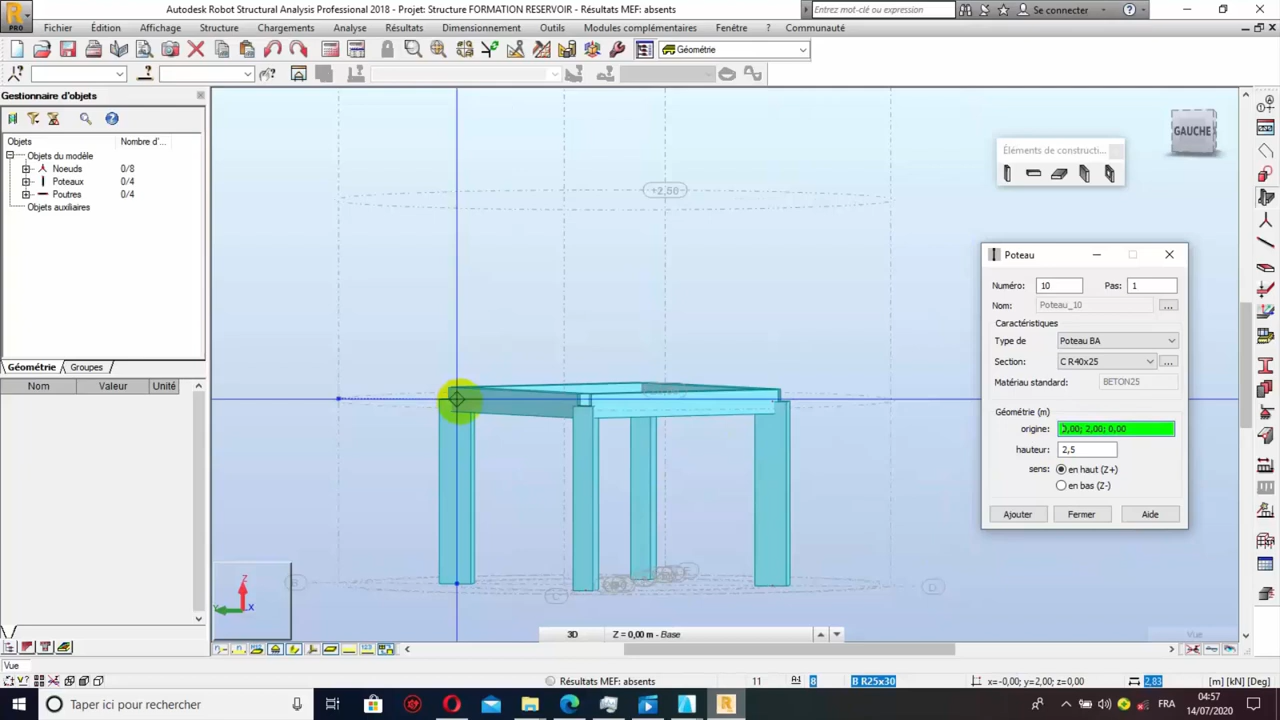 Autodesk Robot Structural Analysis Professional 2018 - Projet: Structure FORMATION RESERVOIR - Résultats MEF: absents
Entrez mot-clé ou expression
Se connecter
PRO
Fichier Édition Affichage Structure Chargements Analyse Résultats Dimensionnement Outils Modules complémentaires Fenêtre ? Communauté
Géométrie
Gestionnaire d'objets
Objets Nombre d'...
Objets du modèle
Noeuds 0/8
Poteaux 0/4
Poutres 0/4
Objets auxiliaires
Géométrie Groupes
Nom Valeur Unité
+2,50
GAUCHE
Éléments de constructi...
Poteau
Numéro: 10 Pas: 1
Nom: Poteau_10 ...
Caractéristiques
Type de Poteau BA
Section: C R40x25 ...
Matériau standard: BETON25
Géométrie (m)
origine: 0,00; 2,00; 0,00
hauteur: 2,5
sens: en haut (Z+)
en bas (Z-)
Ajouter Fermer Aide
Z
X
3D Z = 0,00 m - Base
Vue
Vue
Résultats MEF: absents 11 8 B R25x30 x=-0,00; y=2,00; z=0,00 2,83 [m] [kN] [Deg]
Taper ici pour rechercher
FRA
04:57
14/07/2020